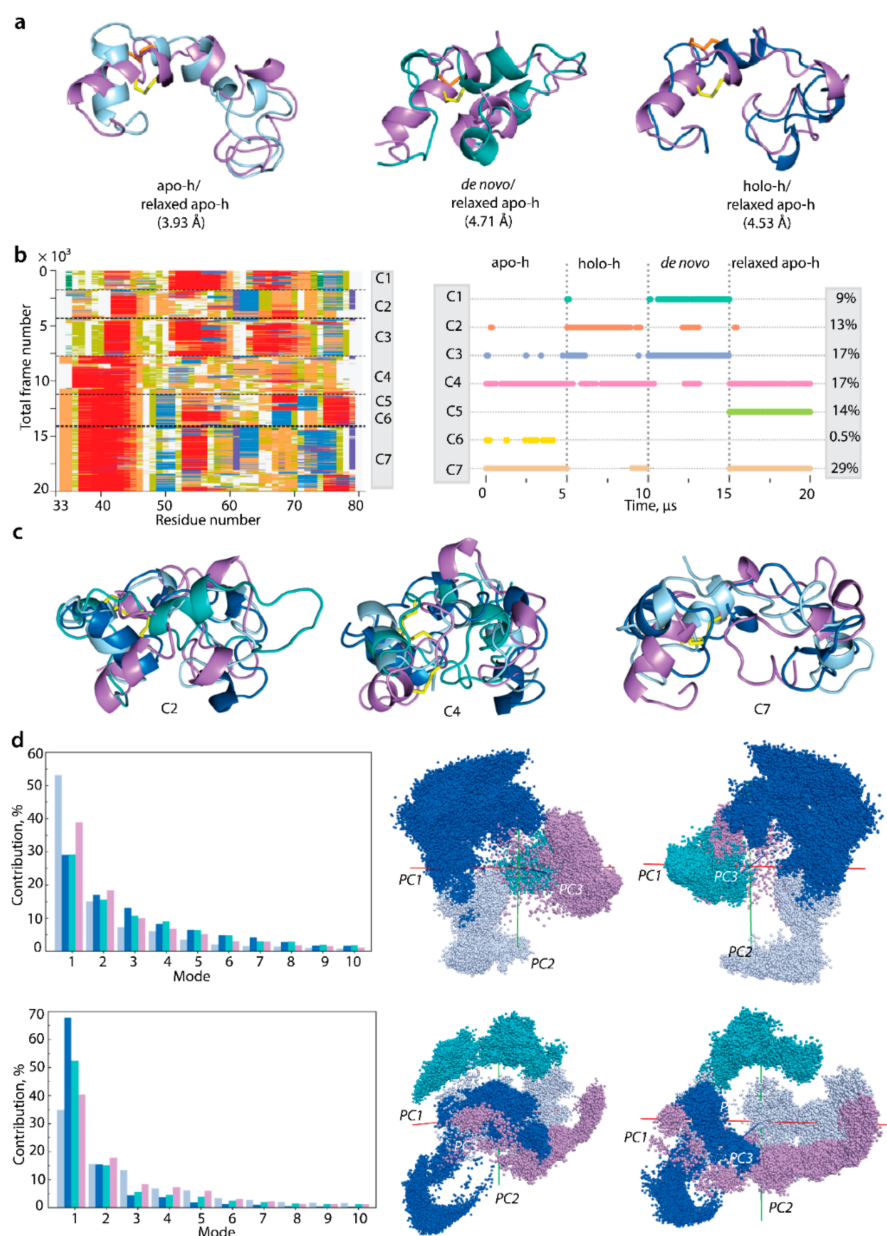 a
apo-h/
relaxed apo-h
(3.93 Å)
de novo/
relaxed apo-h
(4.71 Å)
holo-h/
relaxed apo-h
(4.53 Å)
b
× 10³
0
5
10
15
20
Total frame number
33 40 50 60 70 80
Residue number
C1
C2
C3
C4
C5
C6
C7
apo-h holo-h de novo relaxed apo-h
C1 9%
C2 13%
C3 17%
C4 17%
C5 14%
C6 0.5%
C7 29%
0 5 10 15 20
Time, µs
c
C2
C4
C7
d
60
50
40
30
20
10
0
Contribution, %
1 2 3 4 5 6 7 8 9 10
Mode
PC1
PC3
PC2
PC1
PC3
PC2
70
60
50
40
30
20
10
0
Contribution, %
1 2 3 4 5 6 7 8 9 10
Mode
PC1
PC3
PC2
PC1
PC3
PC2